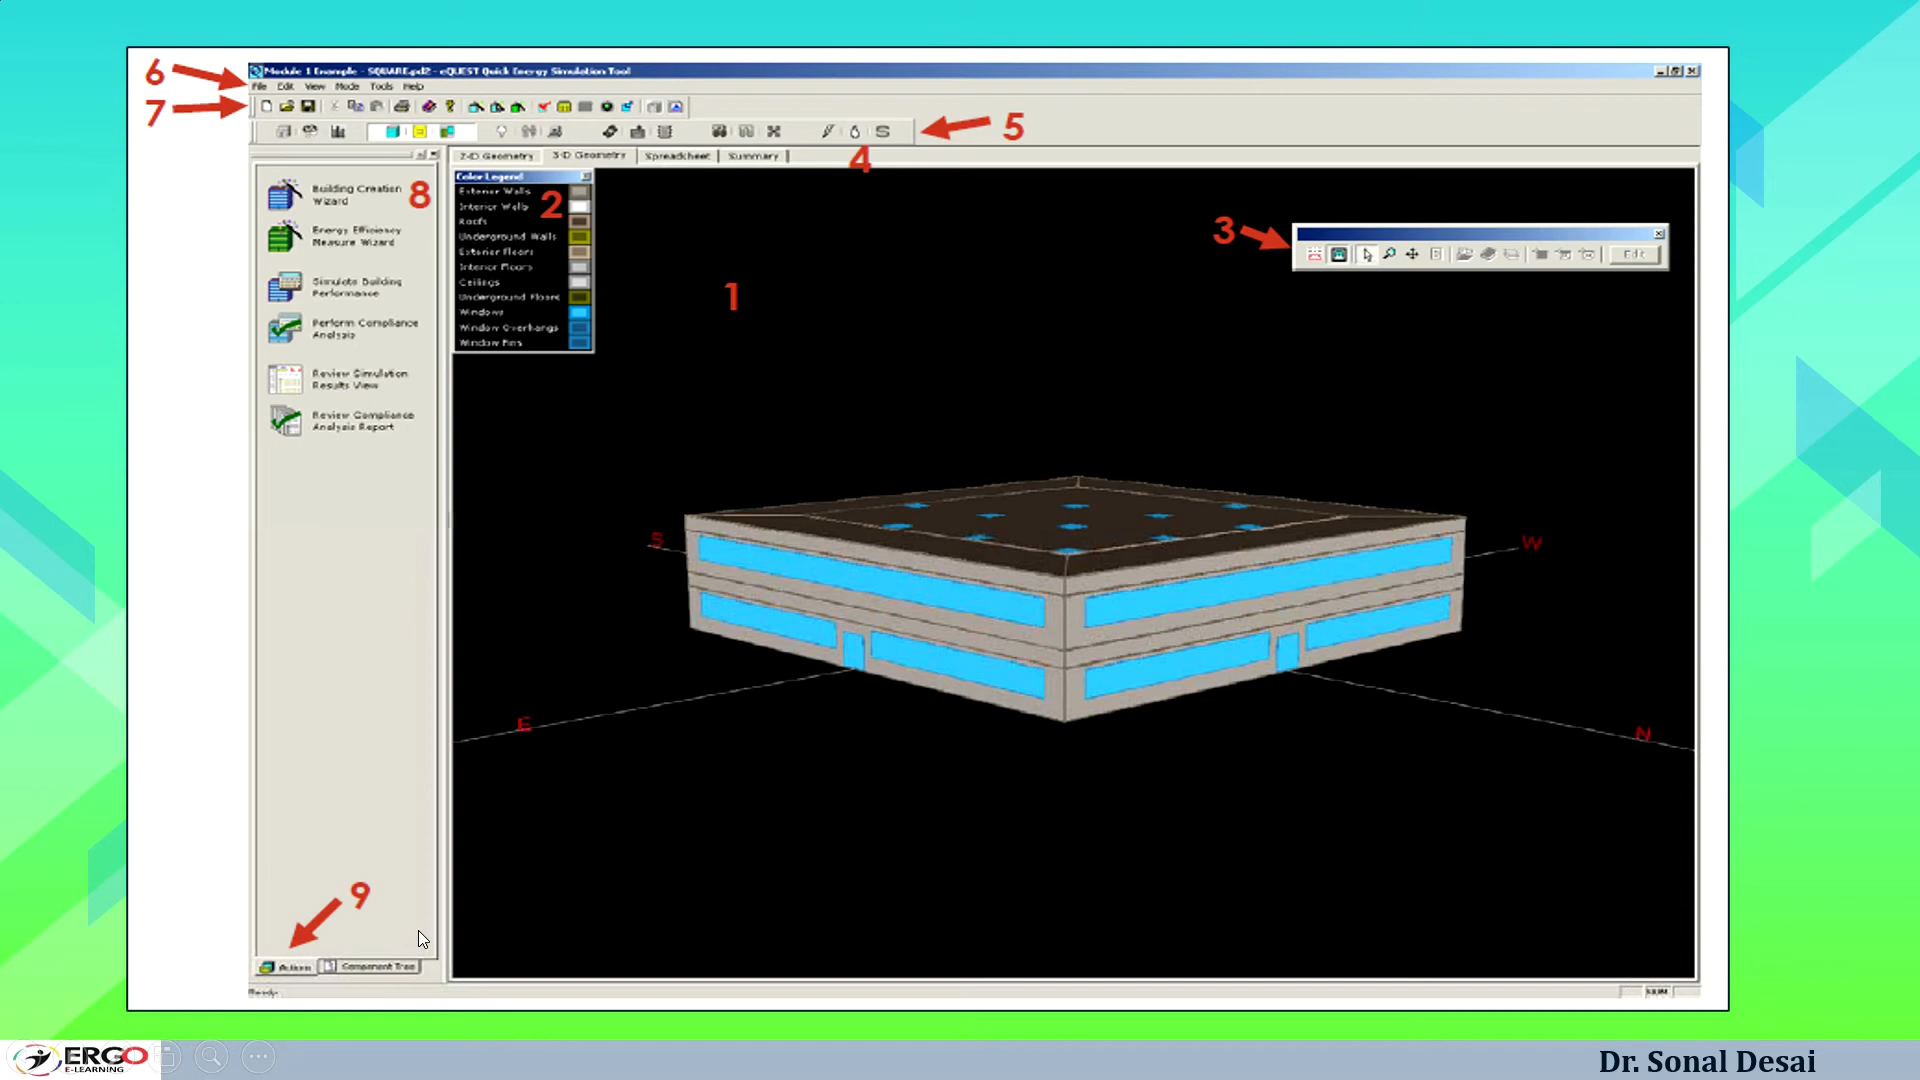 6
Module 1 Example - SQUARE.pd2 - eQUEST Quick Energy Simulation Tool
File Edit View Mode Tools Help
7
5
2-D Geometry 3-D Geometry Spreadsheet Summary
4
8
Building Creation
Wizard
Energy Efficiency
Measure Wizard
Simulate Building
Performance
Perform Compliance
Analysis
Review Simulation
Results View
Review Compliance
Analysis Report
Color Legend
2
Exterior Walls
Interior Walls
Roofs
Underground Walls
Exterior Floors
Interior Floors
Ceilings
Underground Floors
Windows
Window Overhangs
Window Fins
1
3
Edit
S
W
E
N
9
Actions Component Tree
Ready
ERGO
E-LEARNING
Dr. Sonal Desai